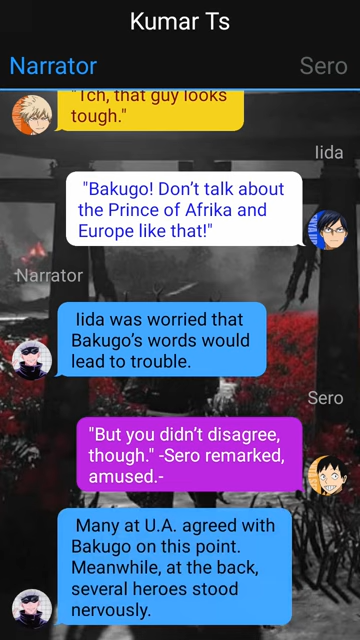 Kumar Ts
Narrator
Sero
"Tch, that guy looks
tough."
Iida
"Bakugo! Don't talk about
the Prince of Afrika and
Europe like that!"
Narrator
Iida was worried that
Bakugo's words would
lead to trouble.
Sero
"But you didn't disagree,
though." -Sero remarked,
amused.-
Many at U.A. agreed with
Bakugo on this point.
Meanwhile, at the back,
several heroes stood
nervously.